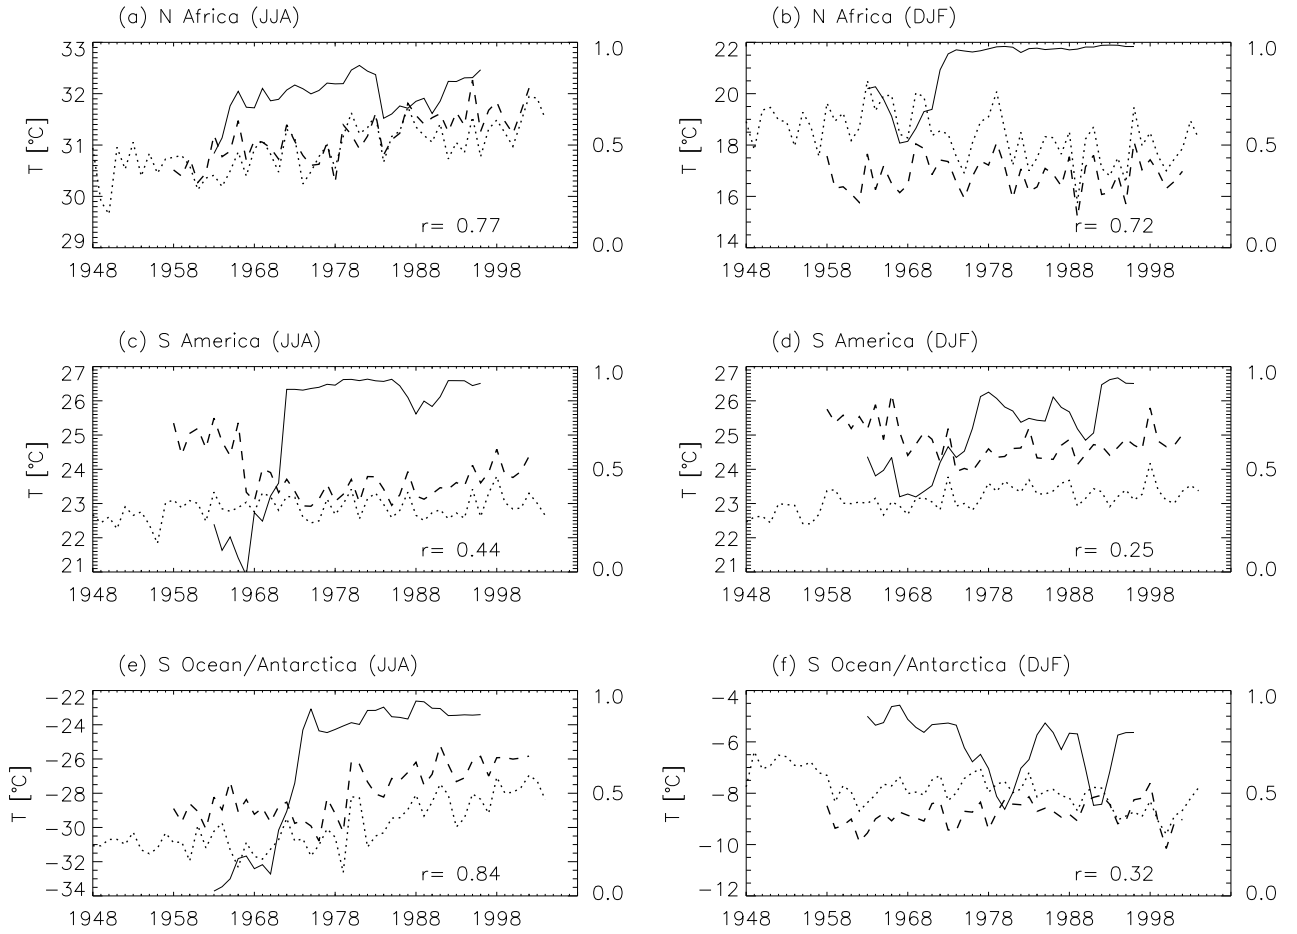 (a) N Africa (JJA)
33
32
31
30
29
T [°C]
1.0
0.5
0.0
r= 0.77
1948 1958 1968 1978 1988 1998
(b) N Africa (DJF)
22
20
18
16
14
T [°C]
1.0
0.5
0.0
r= 0.72
1948 1958 1968 1978 1988 1998
(c) S America (JJA)
27
26
25
24
23
22
21
T [°C]
1.0
0.5
0.0
r= 0.44
1948 1958 1968 1978 1988 1998
(d) S America (DJF)
27
26
25
24
23
22
21
T [°C]
1.0
0.5
0.0
r= 0.25
1948 1958 1968 1978 1988 1998
(e) S Ocean/Antarctica (JJA)
−22
−24
−26
−28
−30
−32
−34
T [°C]
1.0
0.5
0.0
r= 0.84
1948 1958 1968 1978 1988 1998
(f) S Ocean/Antarctica (DJF)
−4
−6
−8
−10
−12
T [°C]
1.0
0.5
0.0
r= 0.32
1948 1958 1968 1978 1988 1998